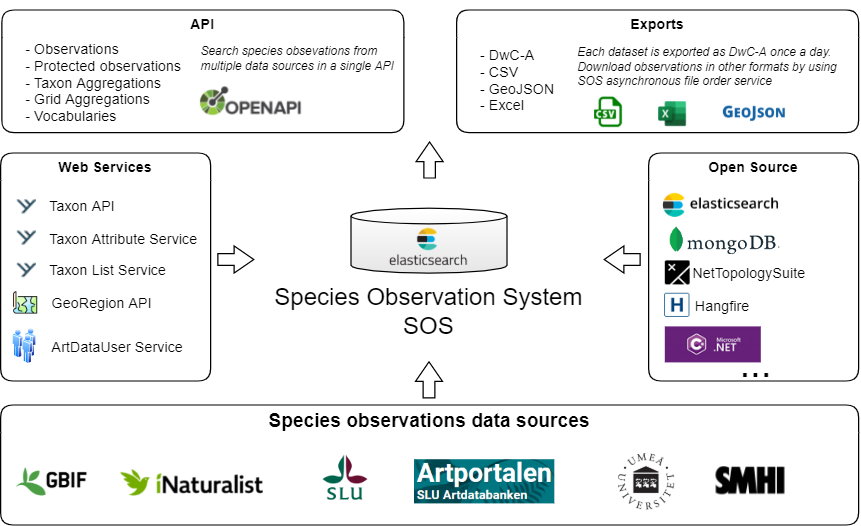 API
- Observations
- Protected observations
- Taxon Aggregations
- Grid Aggregations
- Vocabularies
Search species obsevations from
multiple data sources in a single API
OPENAPI
Exports
- DwC-A
- CSV
- GeoJSON
- Excel
Each dataset is exported as DwC-A once a day.
Download observations in other formats by using
SOS asynchronous file order service
CSV
X
GEOJSON
Web Services
Taxon API
Taxon Attribute Service
Taxon List Service
GeoRegion API
ArtDataUser Service
elasticsearch
Species Observation System
SOS
Open Source
elasticsearch
mongoDB
NetTopologySuite
H Hangfire
C# Microsoft
.NET
...
Species observations data sources
GBIF
iNaturalist
SLU
Artportalen
SLU Artdatabanken
UMEÅ UNIVERSITET
SMHI